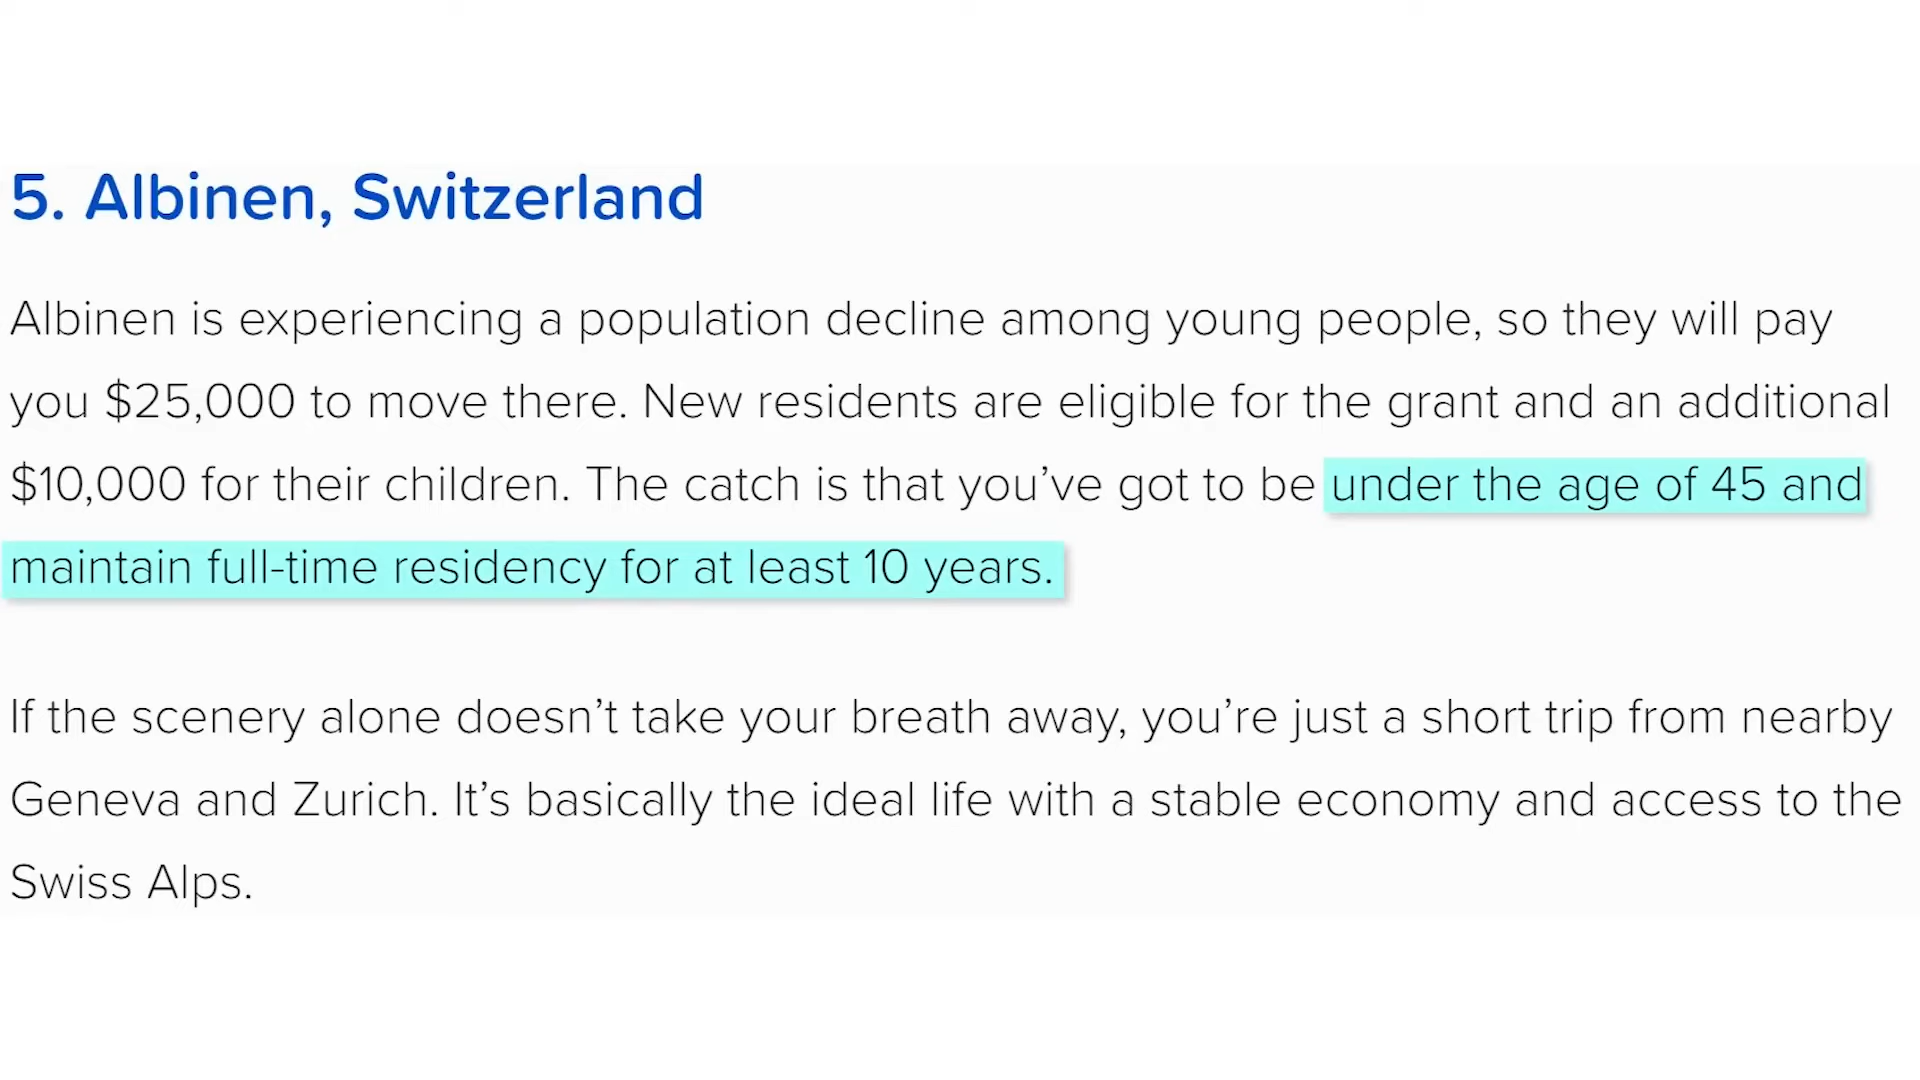 5. Albinen, Switzerland
Albinen is experiencing a population decline among young people, so they will pay
you $25,000 to move there. New residents are eligible for the grant and an additional
$10,000 for their children. The catch is that you’ve got to be under the age of 45 and
maintain full-time residency for at least 10 years.
If the scenery alone doesn’t take your breath away, you’re just a short trip from nearby
Geneva and Zurich. It’s basically the ideal life with a stable economy and access to the
Swiss Alps.